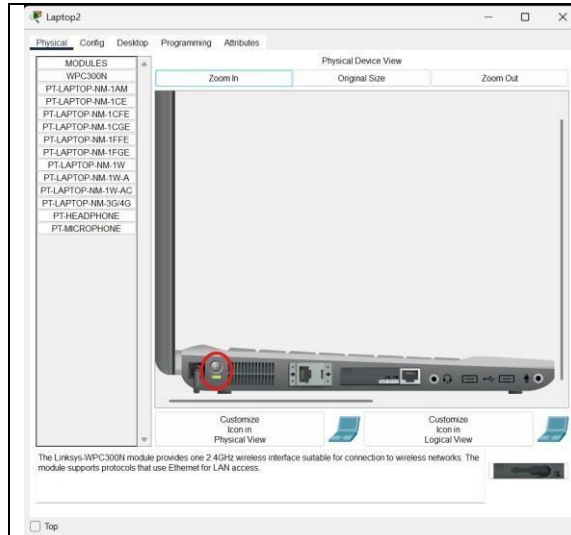 Laptop2
Physical Config Desktop Programming Attributes
MODULES
WPC300N
PT-LAPTOP-NM-1AM
PT-LAPTOP-NM-1CE
PT-LAPTOP-NM-1CFE
PT-LAPTOP-NM-1CGE
PT-LAPTOP-NM-1FFE
PT-LAPTOP-NM-1FGE
PT-LAPTOP-NM-1W
PT-LAPTOP-NM-1W-A
PT-LAPTOP-NM-1W-AC
PT-LAPTOP-NM-3G/4G
PT-HEADPHONE
PT-MICROPHONE
Physical Device View
Zoom In Original Size Zoom Out
Customize
Icon in
Physical View
Customize
Icon in
Logical View
The Linksys-WPC300N module provides one 2.4GHz wireless interface suitable for connection to wireless networks. The
module supports protocols that use Ethernet for LAN access.
Top